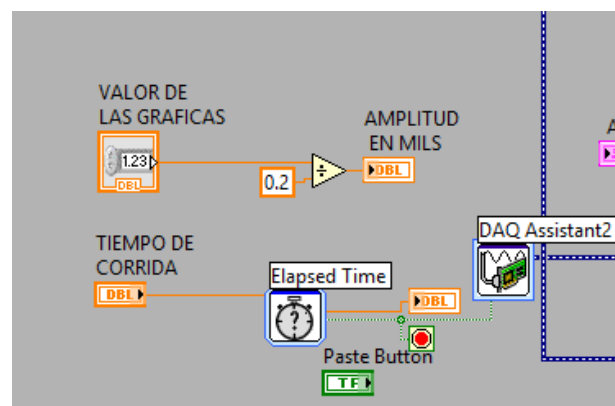 VALOR DE
LAS GRAFICAS
1.23
DBL
0.2
÷
AMPLITUD
EN MILS
DBL
A
TIEMPO DE
CORRIDA
DBL
Elapsed Time
?
DBL
DAQ Assistant2
Paste Button
TF